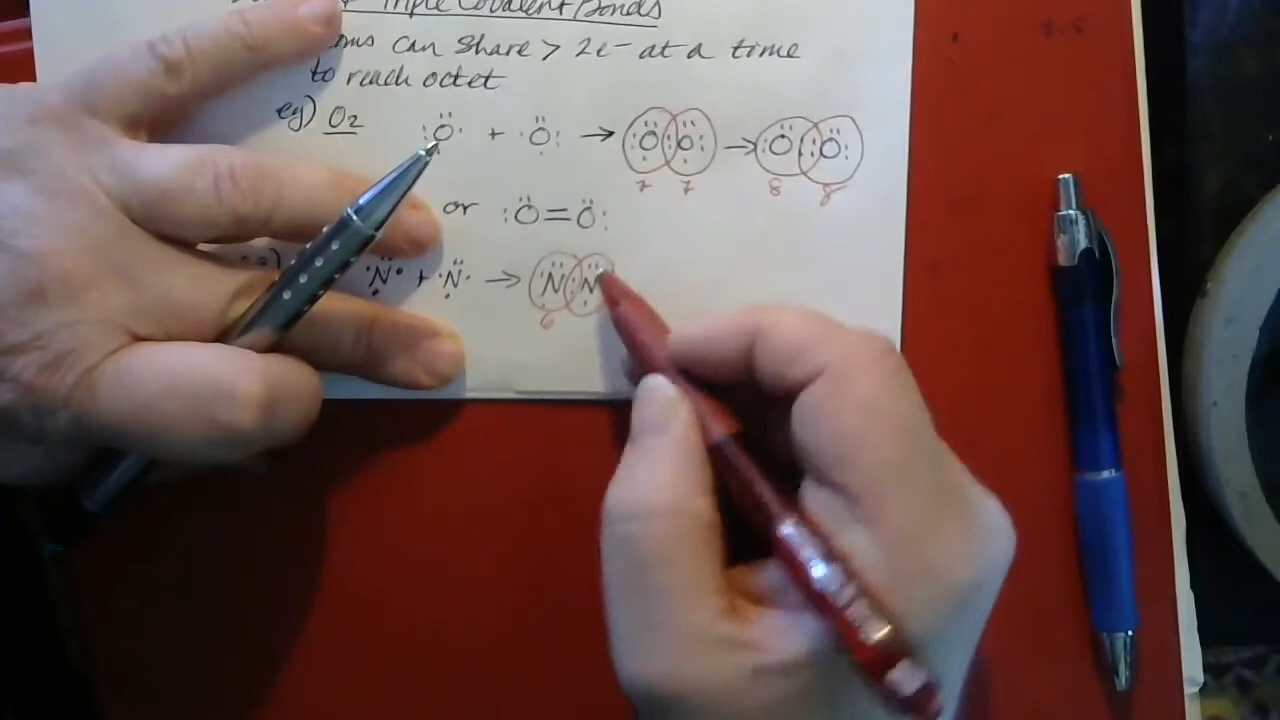 Triple Covalent Bonds
can share > 2e- at a time
to reach octet
eg) O2 :Ö· + ·Ö: → :Ö:Ö: → :Ö::Ö:
7 7 8 8
or :Ö=Ö:
·N· + ·N· → N:N
6